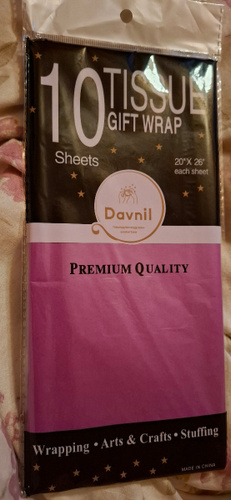 10 TISSUE
GIFT WRAP
Sheets
20" X 26"
each sheet
Davnil
PREMIUM QUALITY
Wrapping • Arts & Crafts • Stuffing
MADE IN CHINA